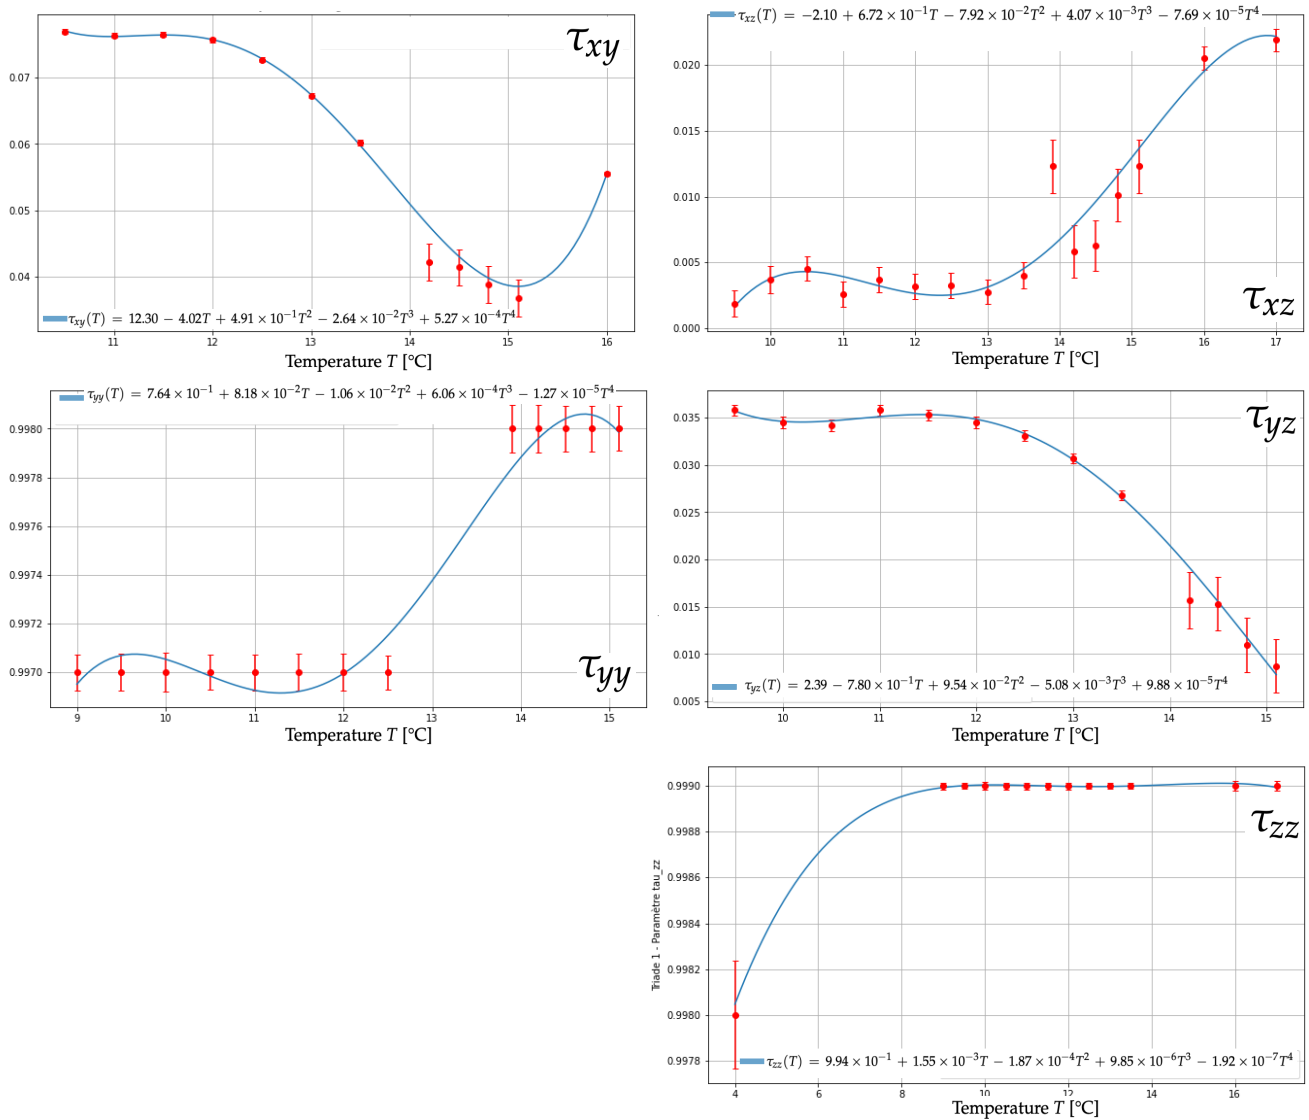 τxy
0.07
0.06
0.05
0.04
τxy(T) = 12.30 − 4.02T + 4.91 × 10⁻¹T² − 2.64 × 10⁻²T³ + 5.27 × 10⁻⁴T⁴
11 12 13 14 15 16
Temperature T [°C]
τxz(T) = −2.10 + 6.72 × 10⁻¹T − 7.92 × 10⁻²T² + 4.07 × 10⁻³T³ − 7.69 × 10⁻⁵T⁴
0.020
0.015
0.010
0.005
τxz
0.000
10 11 12 13 14 15 16 17
Temperature T [°C]
τyy(T) = 7.64 × 10⁻¹ + 8.18 × 10⁻²T − 1.06 × 10⁻²T² + 6.06 × 10⁻⁴T³ − 1.27 × 10⁻⁵T⁴
0.9980
0.9978
0.9976
0.9974
0.9972
0.9970
τyy
9 10 11 12 13 14 15
Temperature T [°C]
τyz
0.035
0.030
0.025
0.020
0.015
0.010
τyz(T) = 2.39 − 7.80 × 10⁻¹T + 9.54 × 10⁻²T² − 5.08 × 10⁻³T³ + 9.88 × 10⁻⁵T⁴
0.005
10 11 12 13 14 15
Temperature T [°C]
0.9990
τzz
0.9988
0.9986
0.9984
0.9982
0.9980
0.9978
Triade 1 - Paramètre tau_zz
τzz(T) = 9.94 × 10⁻¹ + 1.55 × 10⁻³T − 1.87 × 10⁻⁴T² + 9.85 × 10⁻⁶T³ − 1.92 × 10⁻⁷T⁴
4 6 8 10 12 14 16
Temperature T [°C]